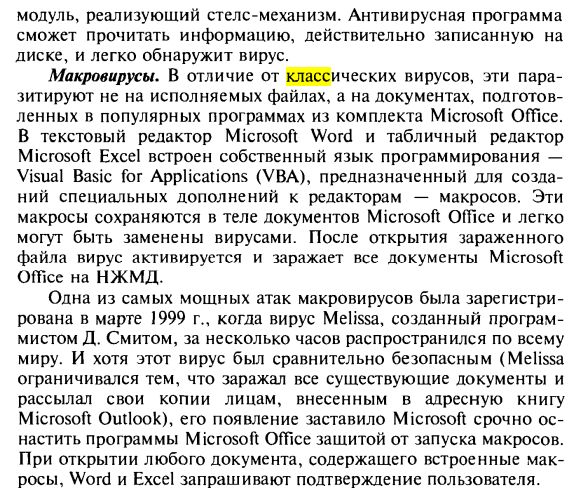 модуль, реализующий стелс-механизм. Антивирусная программа
сможет прочитать информацию, действительно записанную на
диске, и легко обнаружит вирус.
Макровирусы. В отличие от классических вирусов, эти пара-
зитируют не на исполняемых файлах, а на документах, подготов-
ленных в популярных программах из комплекта Microsoft Office.
В текстовый редактор Microsoft Word и табличный редактор
Microsoft Excel встроен собственный язык программирования —
Visual Basic for Applications (VBA), предназначенный для созда-
ний специальных дополнений к редакторам — макросов. Эти
макросы сохраняются в теле документов Microsoft Office и легко
могут быть заменены вирусами. После открытия зараженного
файла вирус активируется и заражает все документы Microsoft
Office на НЖМД.
Одна из самых мощных атак макровирусов была зарегистри-
рована в марте 1999 г., когда вирус Melissa, созданный програм-
мистом Д. Смитом, за несколько часов распространился по всему
миру. И хотя этот вирус был сравнительно безопасным (Melissa
ограничивался тем, что заражал все существующие документы и
рассылал свои копии лицам, внесенным в адресную книгу
Microsoft Outlook), его появление заставило Microsoft срочно ос-
настить программы Microsoft Office защитой от запуска макросов.
При открытии любого документа, содержащего встроенные мак-
росы, Word и Excel запрашивают подтверждение пользователя.